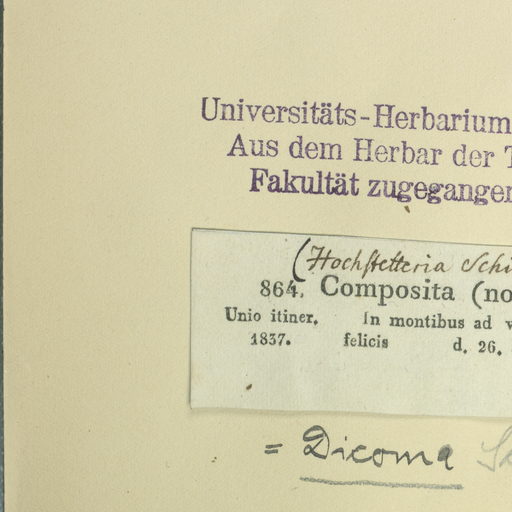 Universitäts-Herbarium
Aus dem Herbar der
Fakultät zugegangen
(Hochstetteria Schi
864. Composita (no
Unio itiner. In montibus ad
1837. felicis d. 26.
= Dicoma